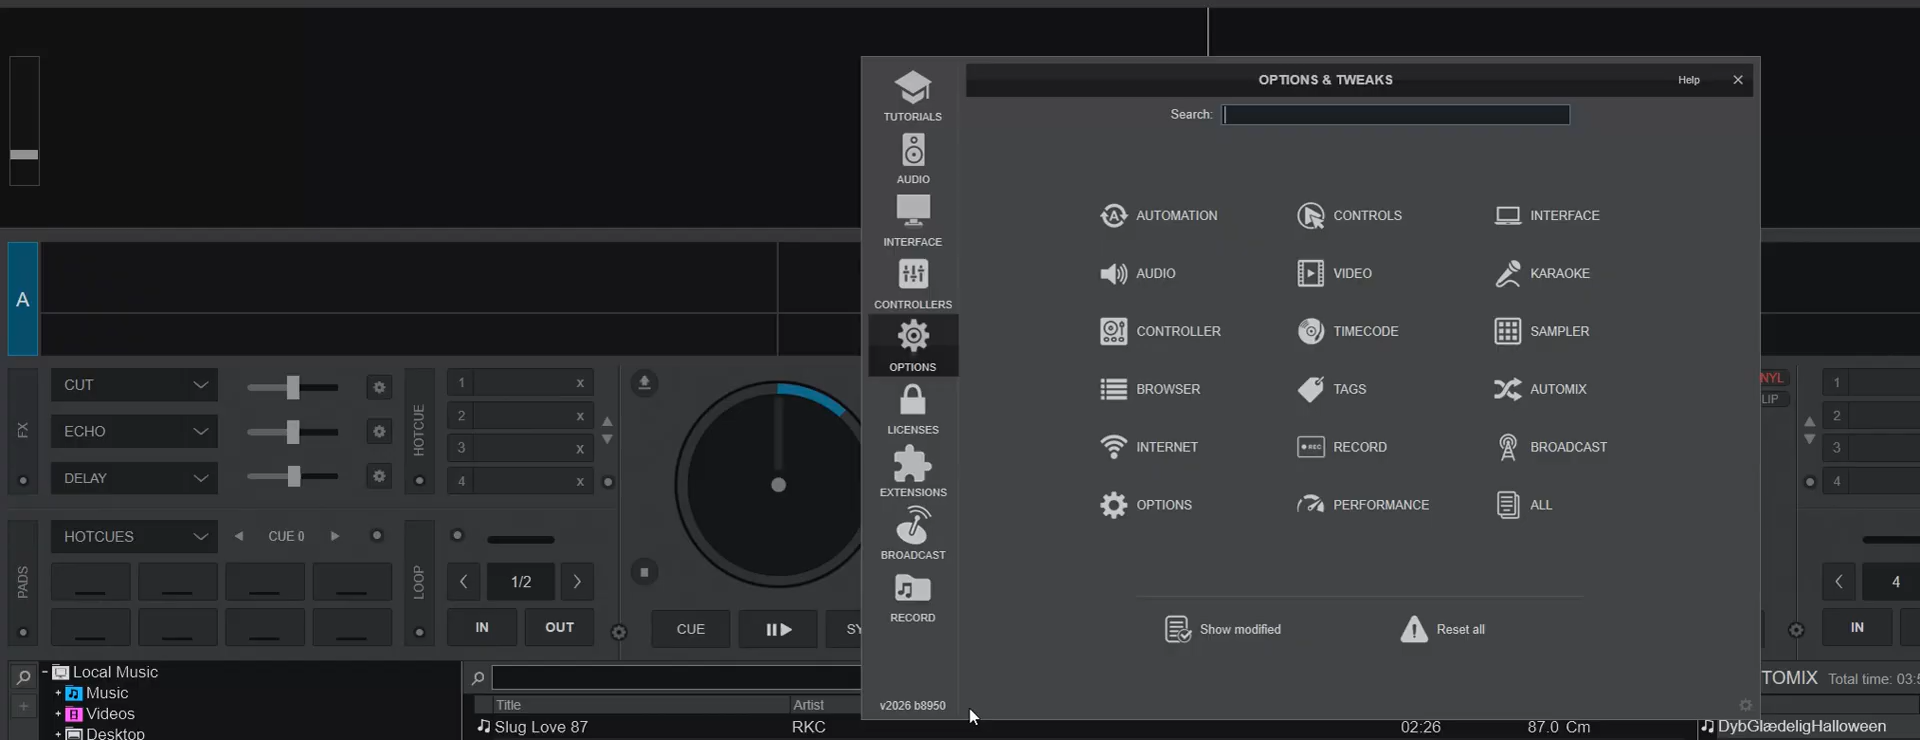 OPTIONS & TWEAKS
Help
Search:
TUTORIALS
AUDIO
INTERFACE
CONTROLLERS
OPTIONS
LICENSES
EXTENSIONS
BROADCAST
RECORD
v2026 b8950
AUTOMATION CONTROLS INTERFACE
AUDIO VIDEO KARAOKE
CONTROLLER TIMECODE SAMPLER
BROWSER TAGS AUTOMIX
INTERNET RECORD BROADCAST
OPTIONS PERFORMANCE ALL
Show modified Reset all
A
FX
CUT
ECHO
DELAY
HOTCUE
1 x
2 x
3 x
4 x
PADS
HOTCUES
CUE 0
LOOP
1/2
IN OUT
CUE
SY
NYL
LIP
1
2
3
4
4
IN
Local Music
Music
Videos
Desktop
Title Artist
Slug Love 87 RKC 02:26 87.0 Cm
TOMIX Total time: 03:5
DybGlædeligHalloween